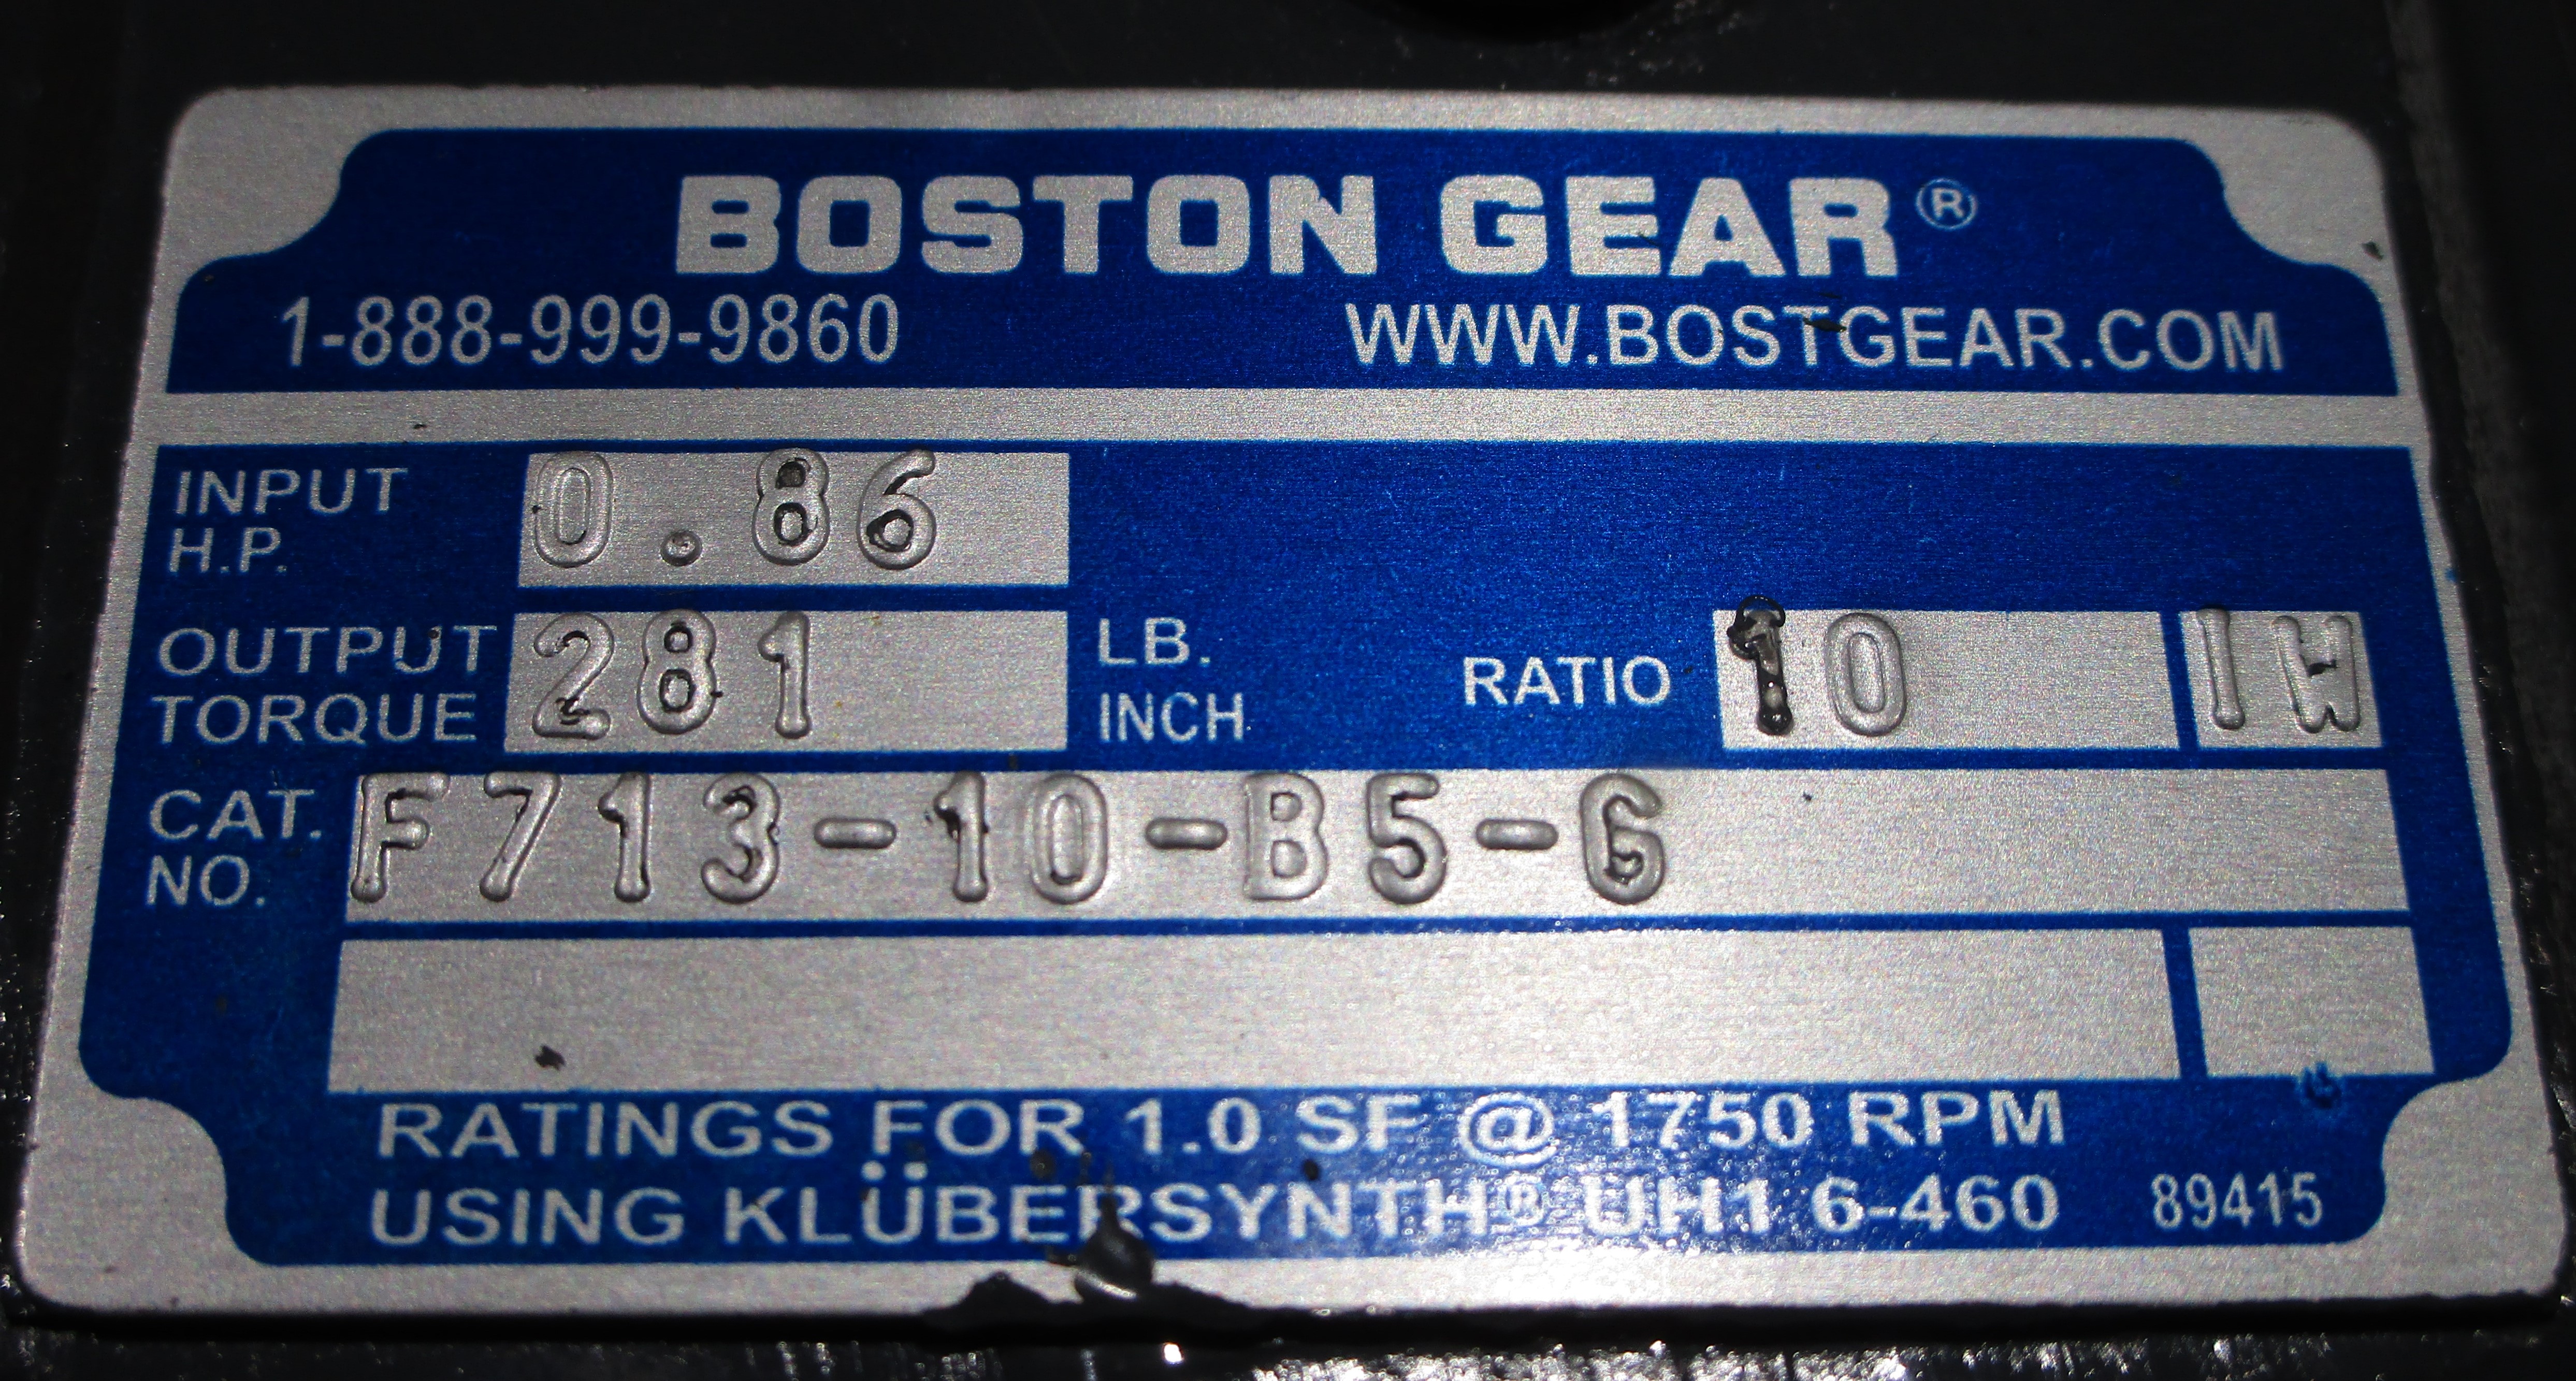 BOSTON GEAR®
1-888-999-9860 WWW.BOSTGEAR.COM
INPUT H.P. 0.86
OUTPUT TORQUE 281 LB. INCH RATIO 10 1W
CAT. NO. F713-10-B5-G
RATINGS FOR 1.0 SF @ 1750 RPM
USING KLÜBERSYNTH® UH1 6-460 89415